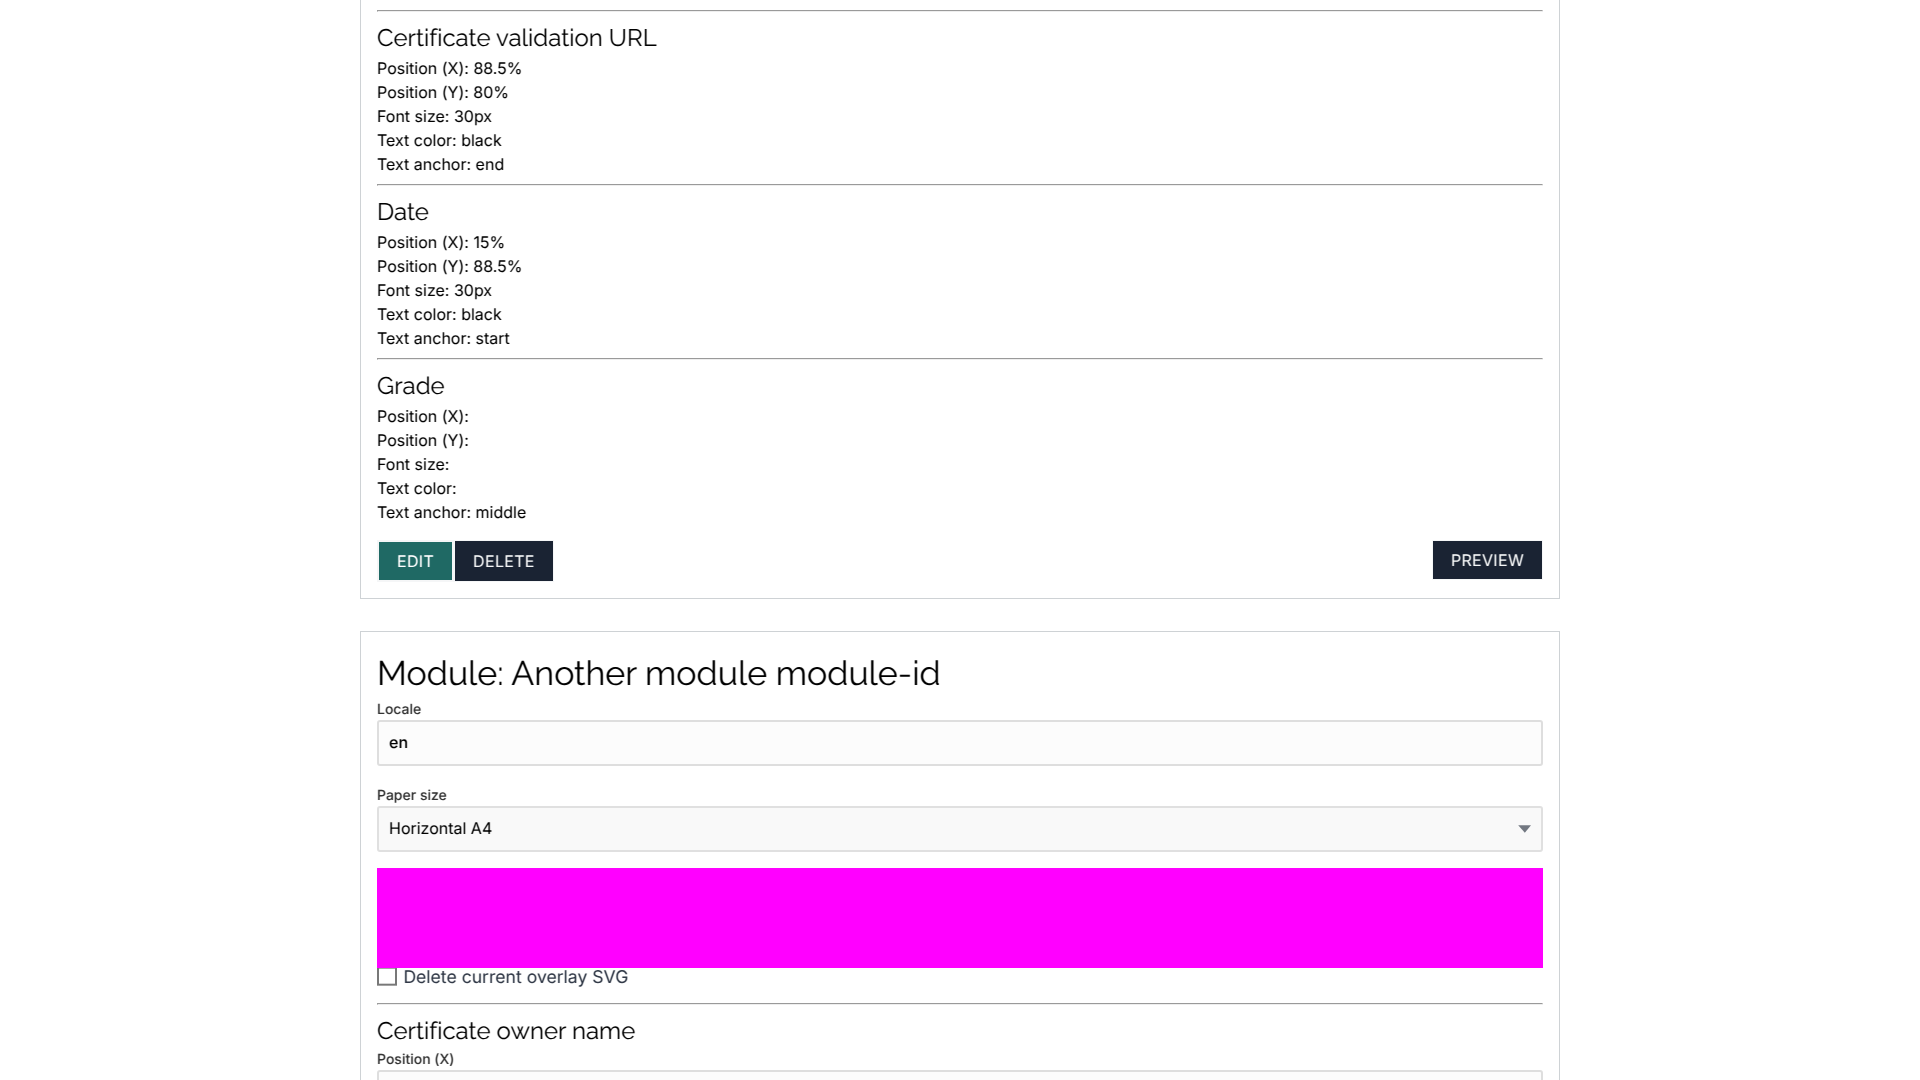 Certificate validation URL
Position (X): 88.5%
Position (Y): 80%
Font size: 30px
Text color: black
Text anchor: end
Date
Position (X): 15%
Position (Y): 88.5%
Font size: 30px
Text color: black
Text anchor: start
Grade
Position (X):
Position (Y):
Font size:
Text color:
Text anchor: middle
EDIT DELETE PREVIEW
Module: Another module module-id
Locale
en
Paper size
Horizontal A4
Delete current overlay SVG
Certificate owner name
Position (X)